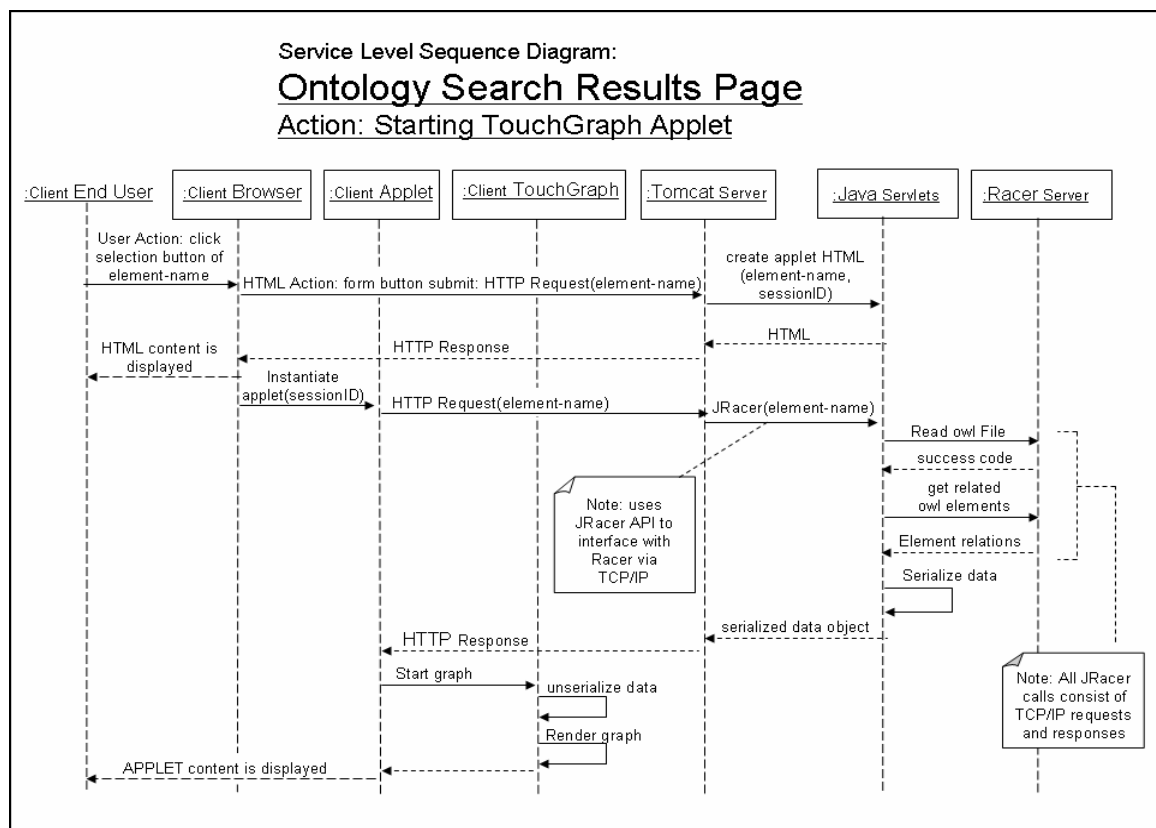 Service Level Sequence Diagram:
Ontology Search Results Page
Action: Starting TouchGraph Applet
:Client End User
:Client Browser
:Client Applet
:Client TouchGraph
:Tomcat Server
:Java Servlets
:Racer Server
User Action: click
selection button of
element-name
HTML Action: form button submit: HTTP Request(element-name)
create applet HTML
(element-name,
sessionID)
HTML
HTTP Response
HTML content is
displayed
Instantiate
applet(sessionID)
HTTP Request(element-name)
JRacer(element-name)
Read owl File
success code
get related
owl elements
Element relations
Note: uses
JRacer API to
interface with
Racer via
TCP/IP
Serialize data
serialized data object
HTTP Response
Start graph
unserialize data
Render graph
APPLET content is displayed
Note: All JRacer
calls consist of
TCP/IP requests
and responses